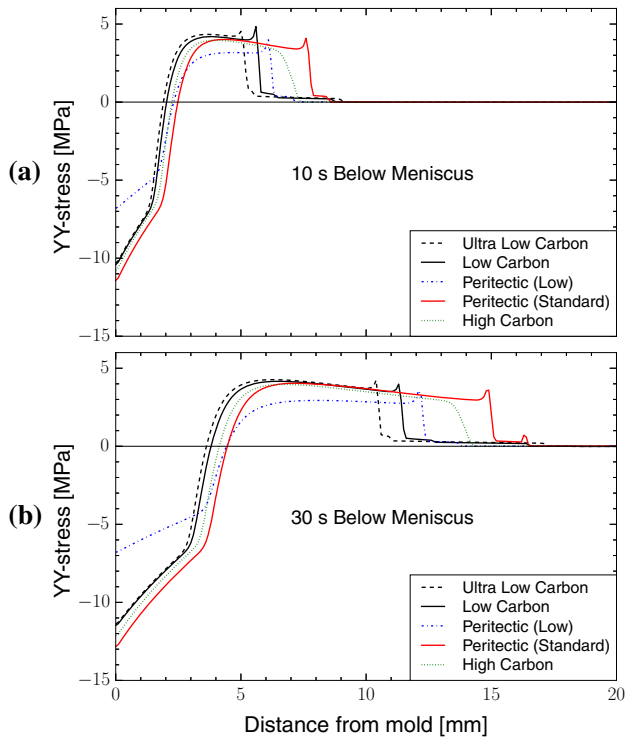 (a)
YY-stress [MPa]
5
0
−5
−10
−15
10 s Below Meniscus
Ultra Low Carbon
Low Carbon
Peritectic (Low)
Peritectic (Standard)
High Carbon
(b)
YY-stress [MPa]
5
0
−5
−10
−15
30 s Below Meniscus
Ultra Low Carbon
Low Carbon
Peritectic (Low)
Peritectic (Standard)
High Carbon
0 5 10 15 20
Distance from mold [mm]